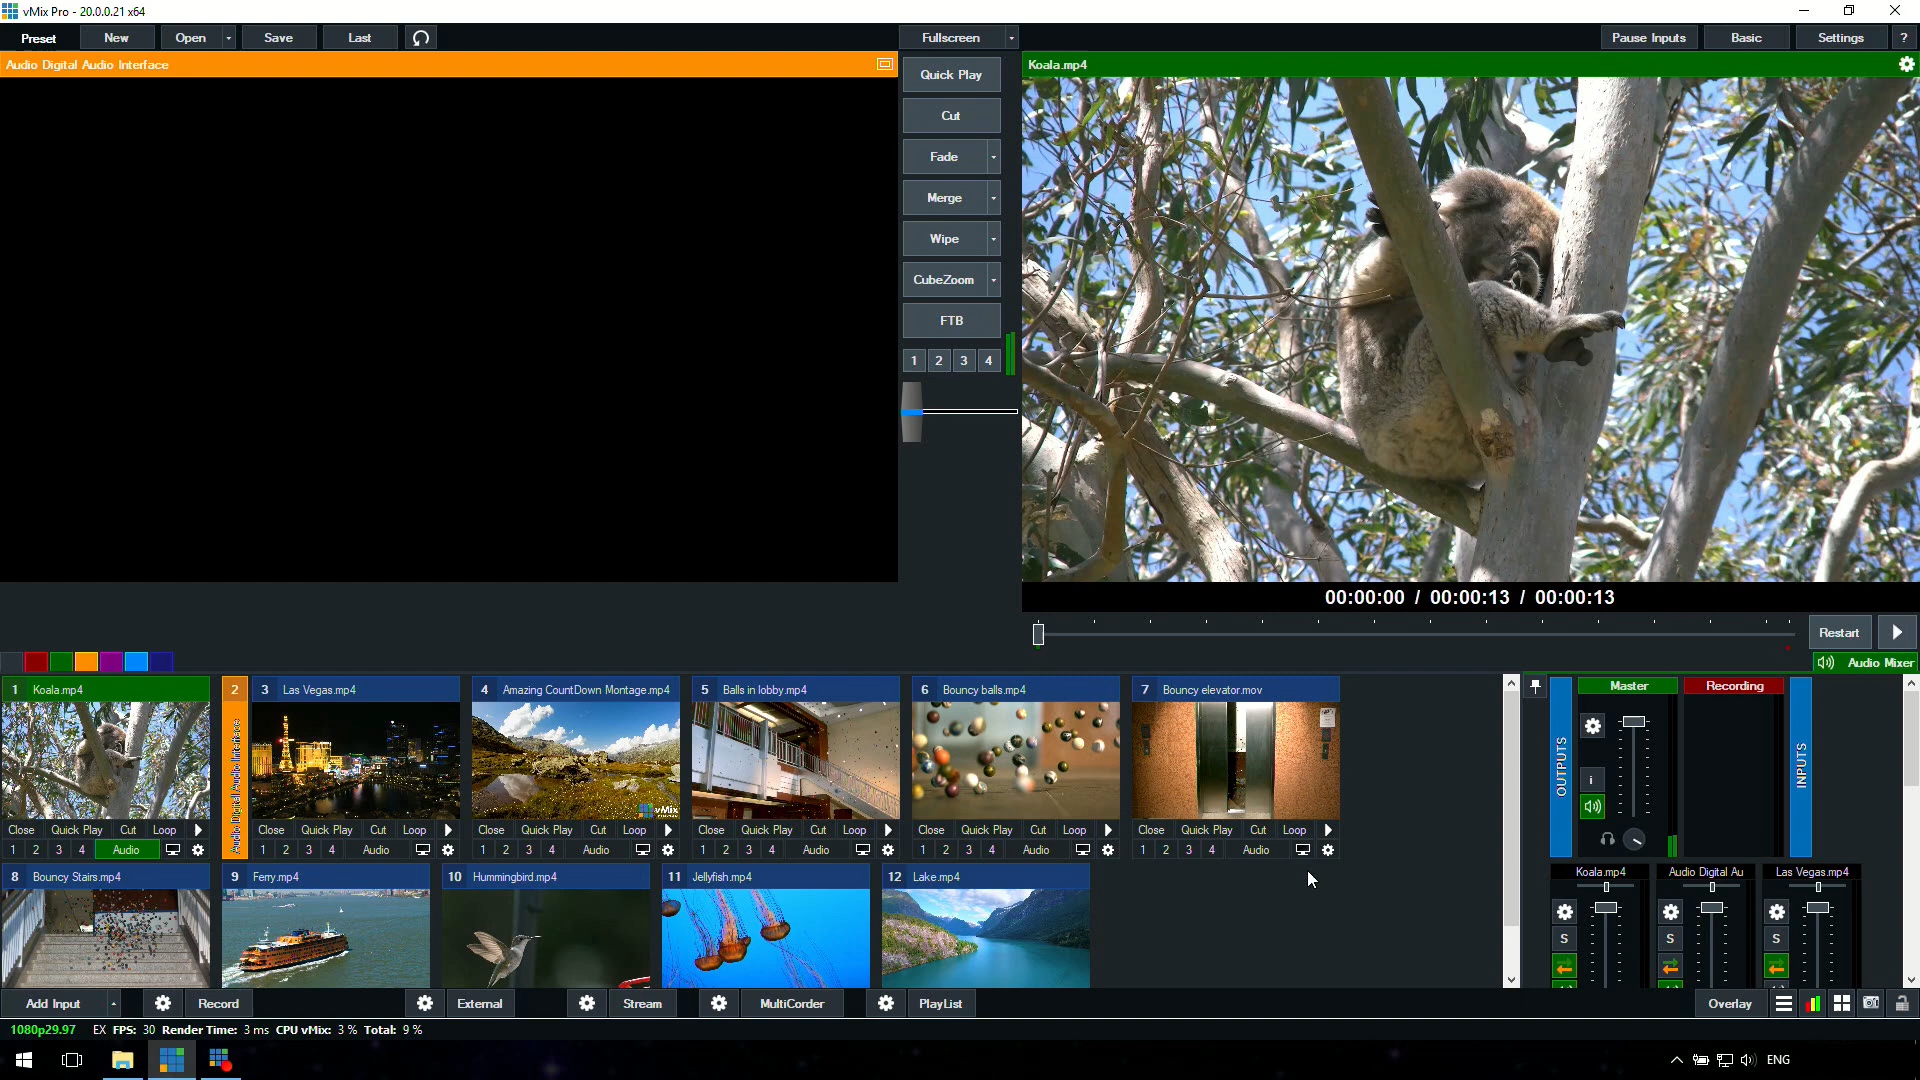 vMix Pro - 20.0.0.21 x64
Preset New Open Save Last Fullscreen Pause Inputs Basic Settings ?
Audio Digital Audio Interface
Koala.mp4
Quick Play
Cut
Fade
Merge
Wipe
CubeZoom
FTB
1 2 3 4
00:00:00 / 00:00:13 / 00:00:13
Restart
Audio Mixer
1 Koala.mp4
Close Quick Play Cut Loop
1 2 3 4 Audio
2
Audio Digital Audio Interface
3 Las Vegas.mp4
Close Quick Play Cut Loop
1 2 3 4 Audio
4 Amazing CountDown Montage.mp4
vMix
Close Quick Play Cut Loop
1 2 3 4 Audio
5 Balls in lobby.mp4
Close Quick Play Cut Loop
1 2 3 4 Audio
6 Bouncy balls.mp4
Close Quick Play Cut Loop
1 2 3 4 Audio
7 Bouncy elevator.mov
Close Quick Play Cut Loop
1 2 3 4 Audio
8 Bouncy Stairs.mp4
9 Ferry.mp4
10 Hummingbird.mp4
11 Jellyfish.mp4
12 Lake.mp4
OUTPUTS
Master
i
Recording
INPUTS
Koala.mp4
S
Audio Digital Au
S
Las Vegas.mp4
S
Add Input Record External Stream MultiCorder PlayList Overlay
1080p29.97 EX FPS: 30 Render Time: 3 ms CPU vMix: 3 % Total: 9 %
ENG